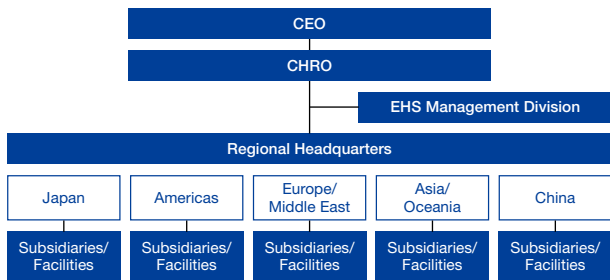 CEO
CHRO
EHS Management Division
Regional Headquarters
Japan
Americas
Europe/
Middle East
Asia/
Oceania
China
Subsidiaries/
Facilities
Subsidiaries/
Facilities
Subsidiaries/
Facilities
Subsidiaries/
Facilities
Subsidiaries/
Facilities